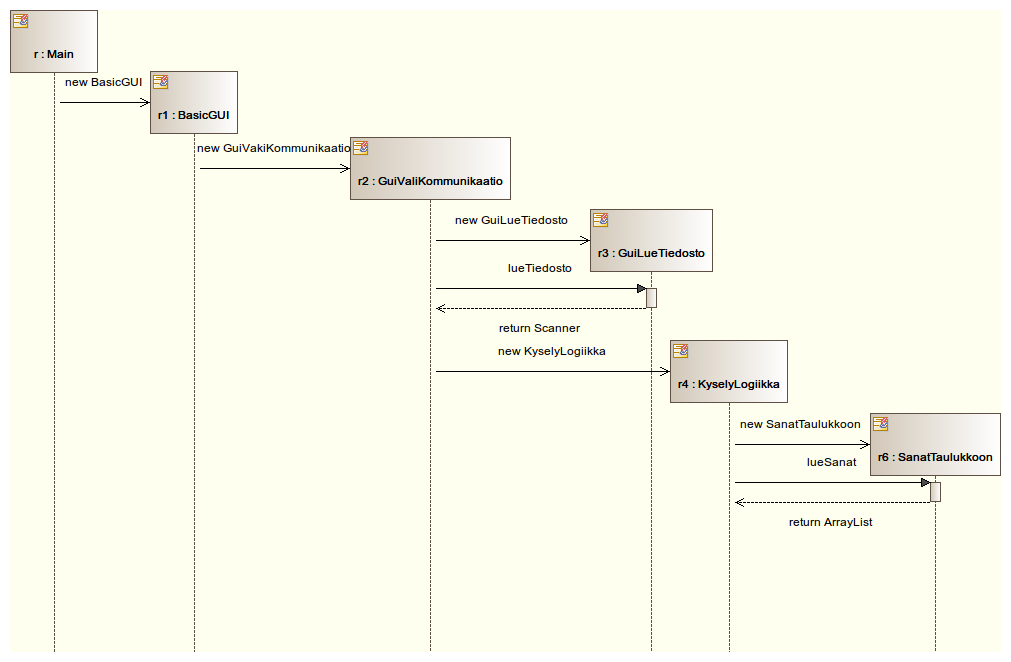 r : Main
new BasicGUI
r1 : BasicGUI
new GuiVakiKommunikaatio
r2 : GuiValiKommunikaatio
new GuiLueTiedosto
r3 : GuiLueTiedosto
lueTiedosto
return Scanner
new KyselyLogiikka
r4 : KyselyLogiikka
new SanatTaulukkoon
r6 : SanatTaulukkoon
lueSanat
return ArrayList